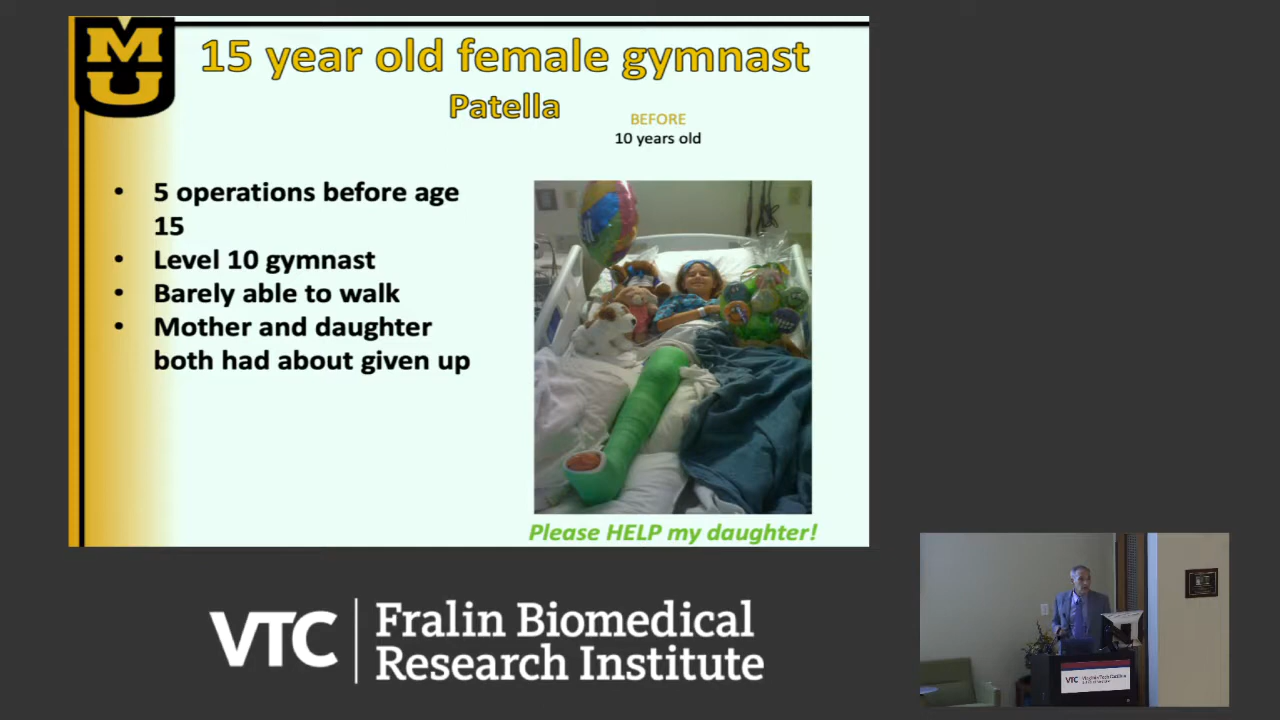 MU
15 year old female gymnast
Patella
BEFORE
10 years old
• 5 operations before age
15
• Level 10 gymnast
• Barely able to walk
• Mother and daughter
both had about given up
Please HELP my daughter!
VTC
Fralin Biomedical
Research Institute
VTC